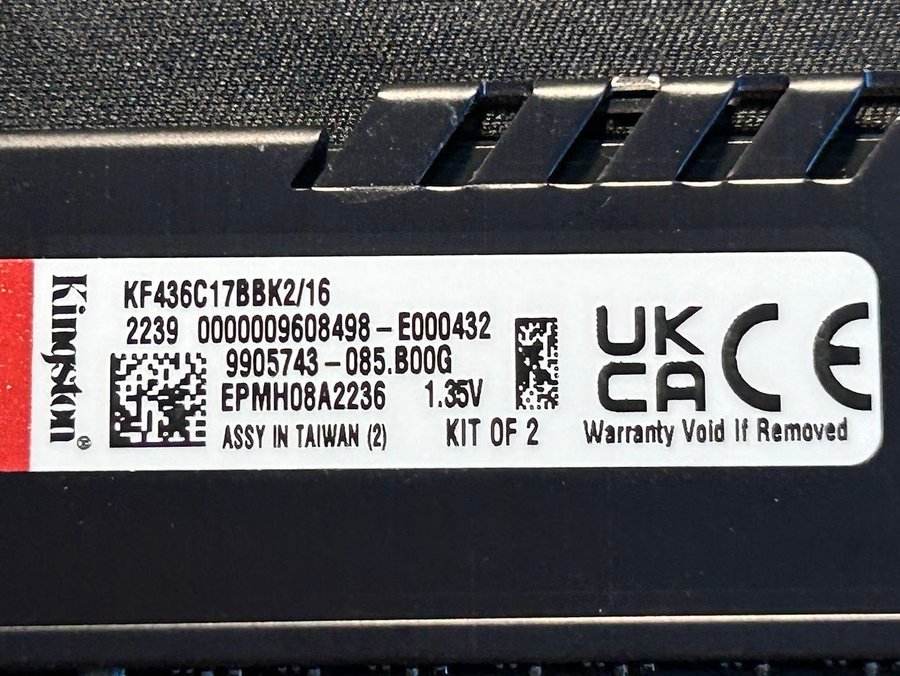 Kingston®
KF436C17BBK2/16
2239 0000009608498-E000432
9905743-085.B00G
EPMH08A2236 1.35V
ASSY IN TAIWAN (2) KIT OF 2
UK
CA
CE
Warranty Void If Removed